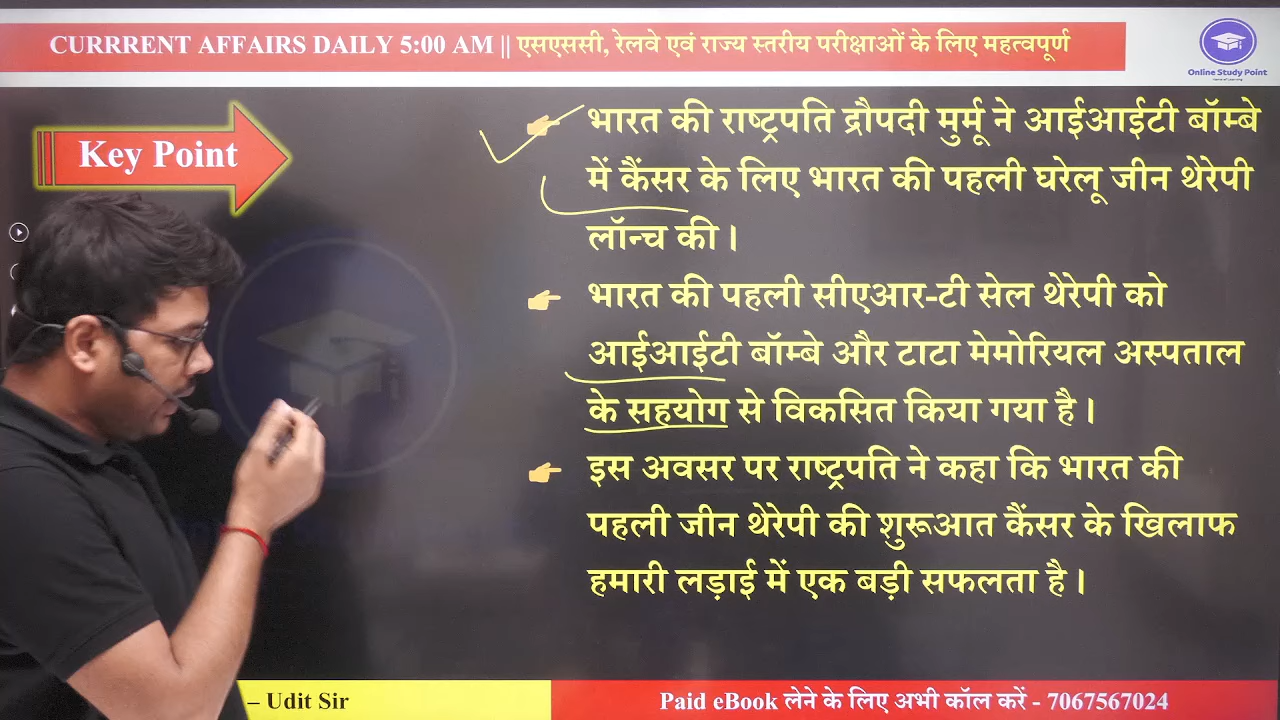 CURRRENT AFFAIRS DAILY 5:00 AM || एसएससी, रेलवे एवं राज्य स्तरीय परीक्षाओं के लिए महत्वपूर्ण
Online Study Point
Key Point
भारत की राष्ट्रपति द्रौपदी मुर्मू ने आईआईटी बॉम्बे
में कैंसर के लिए भारत की पहली घरेलू जीन थेरेपी
लॉन्च की।
भारत की पहली सीएआर-टी सेल थेरेपी को
आईआईटी बॉम्बे और टाटा मेमोरियल अस्पताल
के सहयोग से विकसित किया गया है।
इस अवसर पर राष्ट्रपति ने कहा कि भारत की
पहली जीन थेरेपी की शुरूआत कैंसर के खिलाफ
हमारी लड़ाई में एक बड़ी सफलता है।
– Udit Sir
Paid eBook लेने के लिए अभी कॉल करें - 7067567024